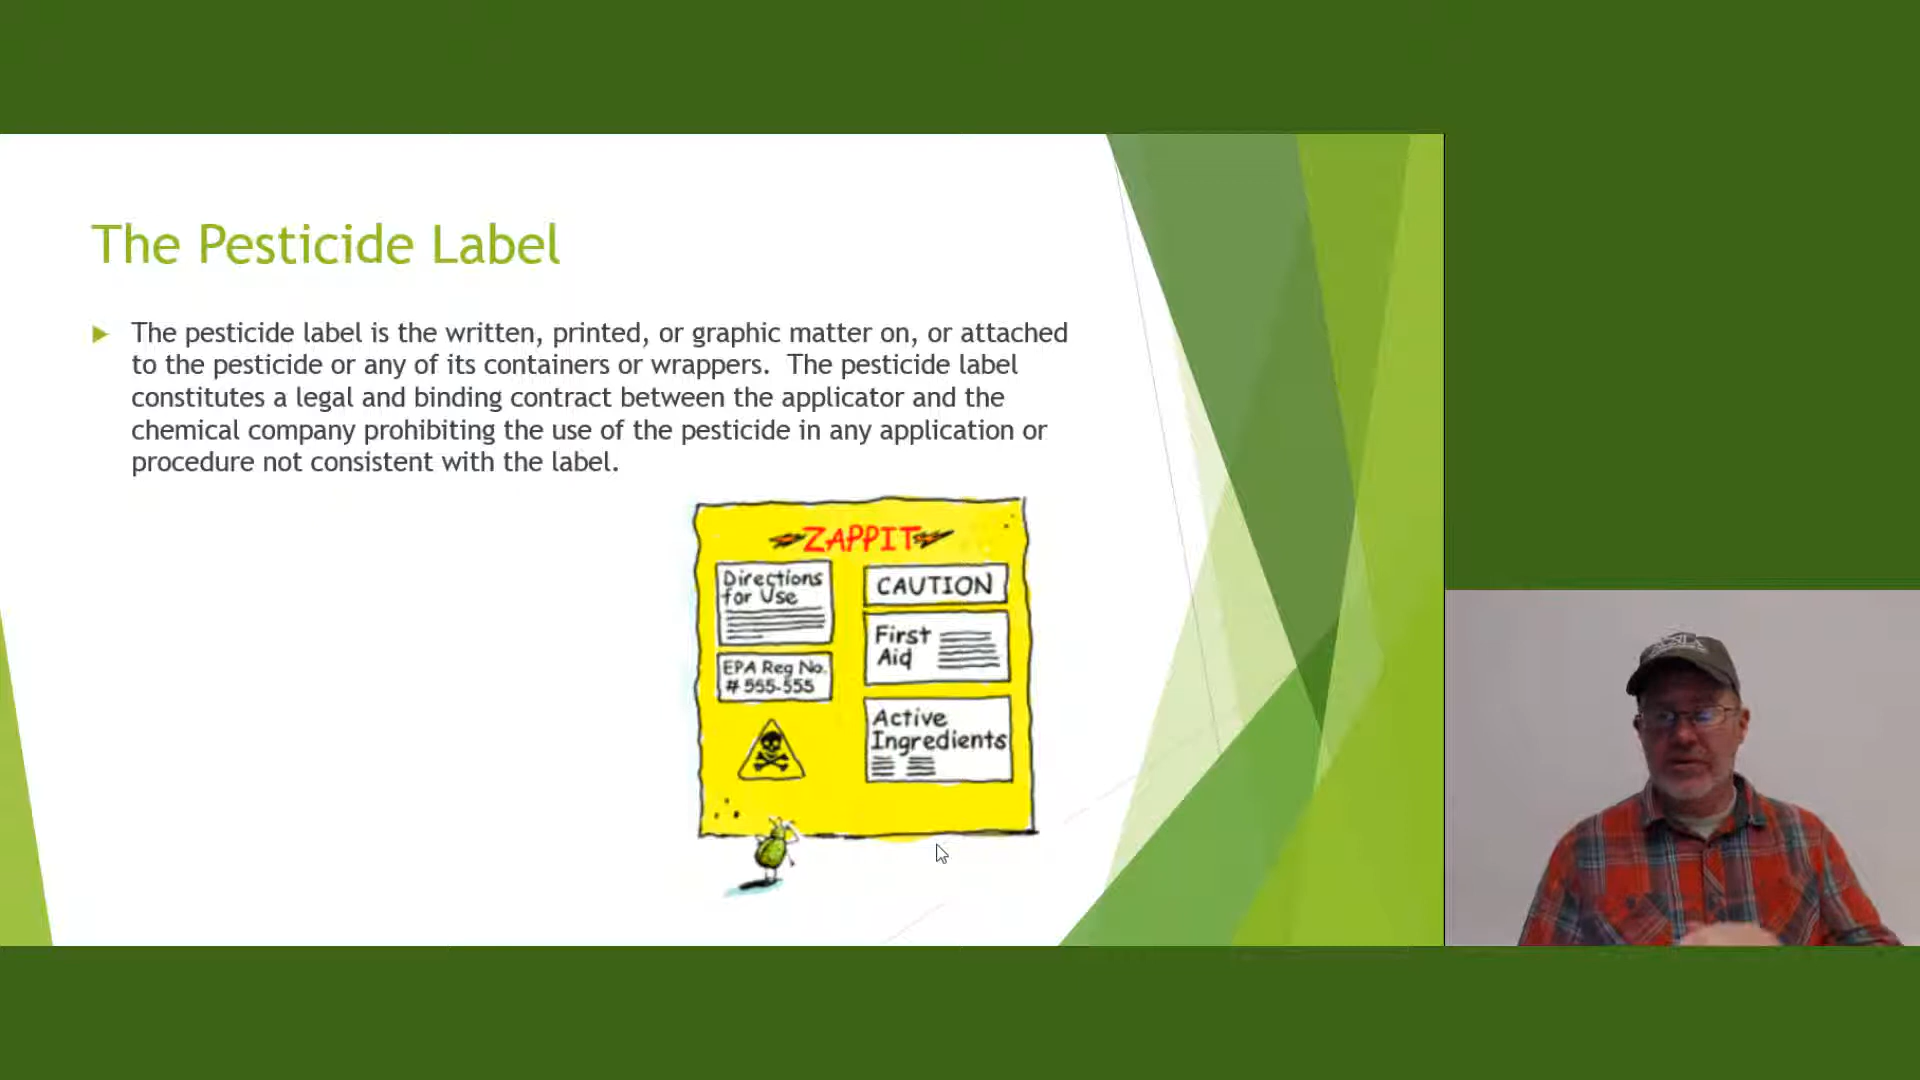 The Pesticide Label
The pesticide label is the written, printed, or graphic matter on, or attached
to the pesticide or any of its containers or wrappers. The pesticide label
constitutes a legal and binding contract between the applicator and the
chemical company prohibiting the use of the pesticide in any application or
procedure not consistent with the label.
ZAPPIT
Directions
for Use
EPA Reg No.
# 555-555
CAUTION
First
Aid
Active
Ingredients